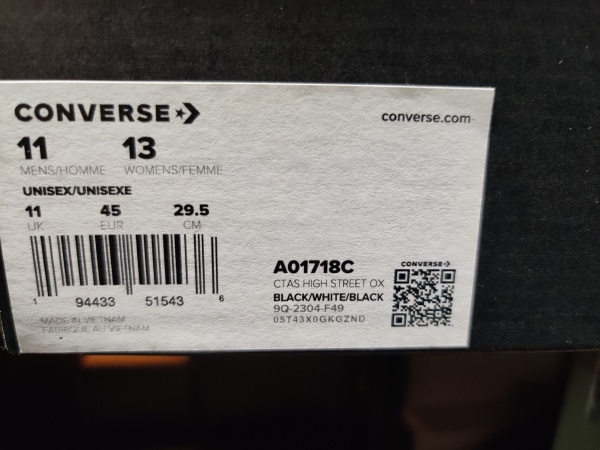 CONVERSE
converse.com
11 13
MENS/HOMME WOMENS/FEMME
UNISEX/UNISEXE
11 45 29.5
UK EUR CM
1 94433 51543 6
MADE IN VIETNAM
FABRIQUE AU VIETNAM
CONVERSE
A01718C
CTAS HIGH STREET OX
BLACK/WHITE/BLACK
9Q-2304-F49
05T43X0GKGZND